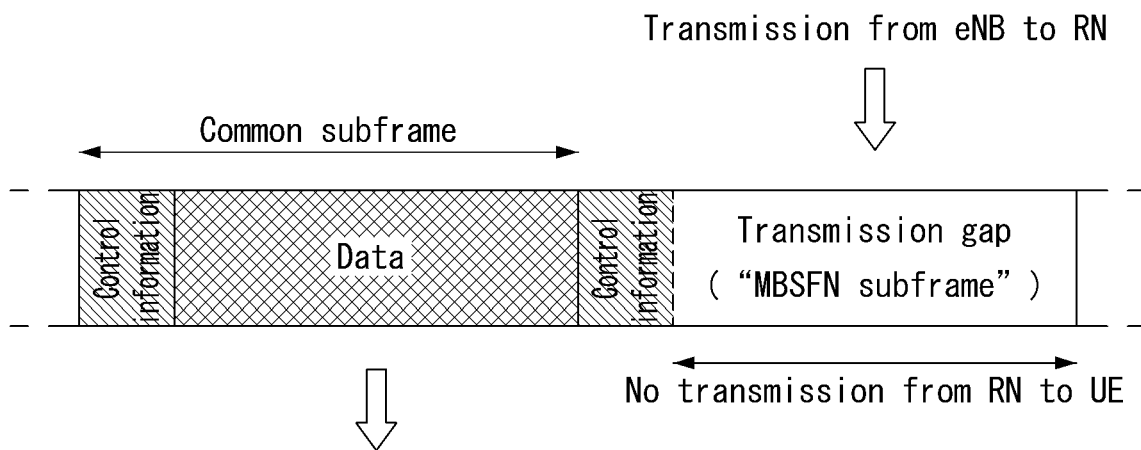 Transmission from eNB to RN
Common subframe
Control
information
Data
Control
information
Transmission gap
( “MBSFN subframe” )
No transmission from RN to UE